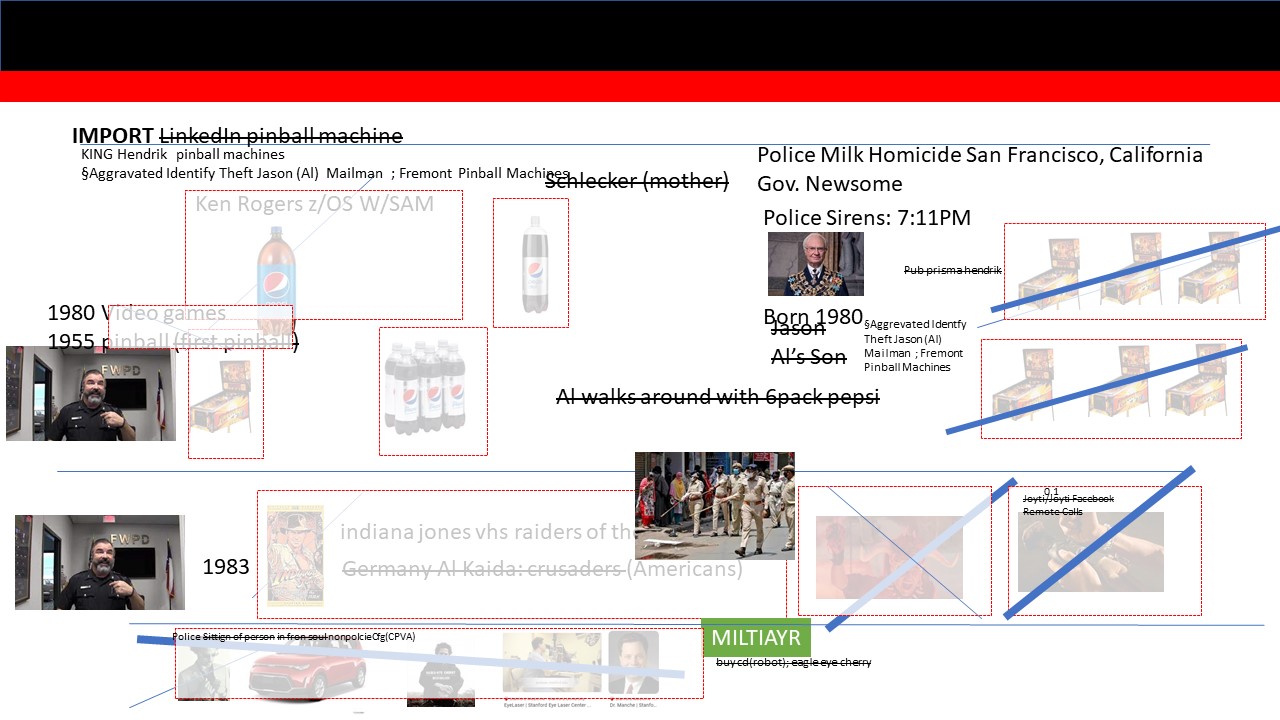 IMPORT LinkedIn pinball machine
KING Hendrik pinball machines
§Aggravated Identify Theft Jason (Al) Mailman ; Fremont Pinball Machines
Schlecker (mother)
Police Milk Homicide San Francisco, California
Gov. Newsome
Police Sirens: 7:11PM
Ken Rogers z/OS W/SAM
Pub prisma hendrik
1980 Video games
1955 pinball (first pinball)
Born 1980
Jason
Al's Son
§Aggrevated Identfy
Theft Jason (Al)
Mailman ; Fremont
Pinball Machines
FWPD
Al walks around with 6pack pepsi
0.1
Joyti/Joyti Facebook
Remote Calls
FWPD
1983
indiana jones vhs raiders of th
Germany Al Kaida: crusaders (Americans)
Police Sittign of person in fron soul nonpolcieCfg(CPVA)
MILTIAYR
buy cd(robot); eagle eye cherry
EyeLaser | Stanford Eye Laser Center ...
Dr. Manche | Stanfo...